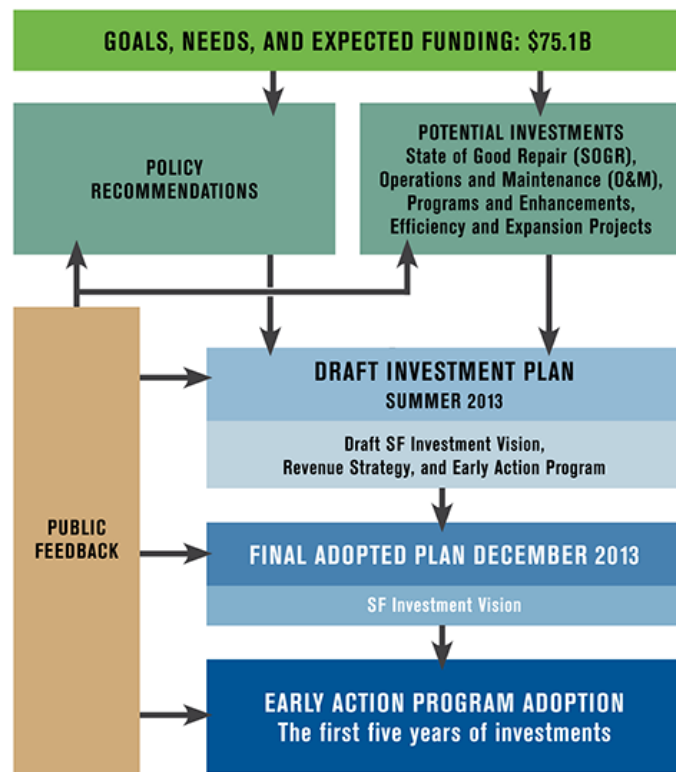 GOALS, NEEDS, AND EXPECTED FUNDING: $75.1B
POLICY
RECOMMENDATIONS
POTENTIAL INVESTMENTS
State of Good Repair (SOGR),
Operations and Maintenance (O&M),
Programs and Enhancements,
Efficiency and Expansion Projects
DRAFT INVESTMENT PLAN
SUMMER 2013
Draft SF Investment Vision,
Revenue Strategy, and Early Action Program
PUBLIC
FEEDBACK
FINAL ADOPTED PLAN DECEMBER 2013
SF Investment Vision
EARLY ACTION PROGRAM ADOPTION
The first five years of investments